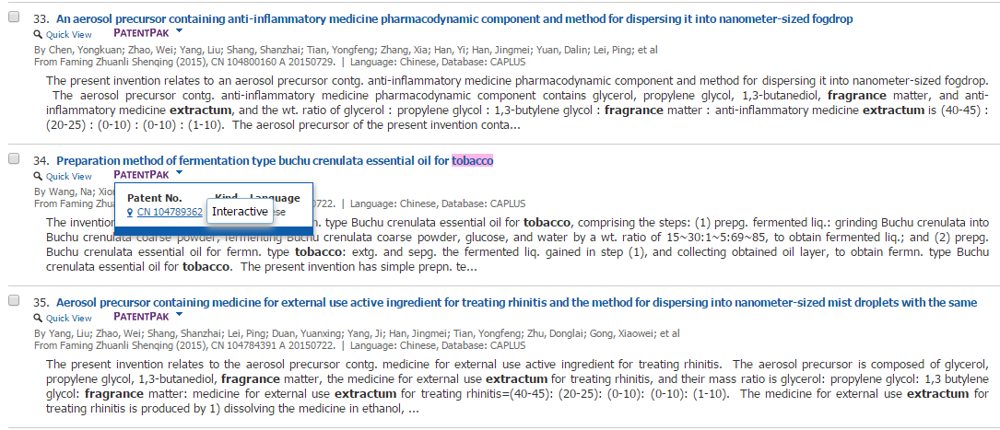 33. An aerosol precursor containing anti-inflammatory medicine pharmacodynamic component and method for dispersing it into nanometer-sized fogdrop
Quick View PATENTPAK
By Chen, Yongkuan; Zhao, Wei; Yang, Liu; Shang, Shanzhai; Tian, Yongfeng; Zhang, Xia; Han, Yi; Han, Jingmei; Yuan, Dalin; Lei, Ping; et al
From Faming Zhuanli Shenqing (2015), CN 104800160 A 20150729. | Language: Chinese, Database: CAPLUS
The present invention relates to an aerosol precursor contg. anti-inflammatory medicine pharmacodynamic component and method for dispersing it into nanometer-sized fogdrop.
The aerosol precursor contg. anti-inflammatory medicine pharmacodynamic component contains glycerol, propylene glycol, 1,3-butanediol, fragrance matter, and anti-
inflammatory medicine extractum, and the wt. ratio of glycerol : propylene glycol : 1,3-butylene glycol : fragrance matter : anti-inflammatory medicine extractum is (40-45) :
(20-25) : (0-10) : (0-10) : (1-10). The aerosol precursor of the present invention conta...
34. Preparation method of fermentation type buchu crenulata essential oil for tobacco
Quick View PATENTPAK
By Wang, Na;
Patent No. Kind Language
From Faming 722. | Language: Chinese, Database: CAPLUS
CN 104789362 Interactive
The invention n. type Buchu crenulata essential oil for tobacco, comprising the steps: (1) prepg. fermented liq.: grinding Buchu crenulata into
Buchu crenulata coarse powder, fermenting Buchu crenulata coarse powder, glucose, and water by a wt. ratio of 15~30:1~5:69~85, to obtain fermented liq.; and (2) prepg.
Buchu crenulata essential oil for fermn. type tobacco: extg. and sepg. the fermented liq. gained in step (1), and collecting obtained oil layer, to obtain fermn. type Buchu
crenulata essential oil for tobacco. The present invention has simple prepn. te...
35. Aerosol precursor containing medicine for external use active ingredient for treating rhinitis and the method for dispersing into nanometer-sized mist droplets with the same
Quick View PATENTPAK
By Yang, Liu; Zhao, Wei; Shang, Shanzhai; Lei, Ping; Duan, Yuanxing; Yang, Ji; Han, Jingmei; Tian, Yongfeng; Zhu, Donglai; Gong, Xiaowei; et al
From Faming Zhuanli Shenqing (2015), CN 104784391 A 20150722. | Language: Chinese, Database: CAPLUS
The present invention relates to the aerosol precursor contg. medicine for external use active ingredient for treating rhinitis. The aerosol precursor is composed of glycerol,
propylene glycol, 1,3-butanediol, fragrance matter, the medicine for external use extractum for treating rhinitis, and their mass ratio is glycerol: propylene glycol: 1,3 butylene
glycol: fragrance matter: medicine for external use extractum for treating rhinitis=(40-45): (20-25): (0-10): (0-10): (1-10). The medicine for external use extractum for
treating rhinitis is produced by 1) dissolving the medicine in ethanol, ...